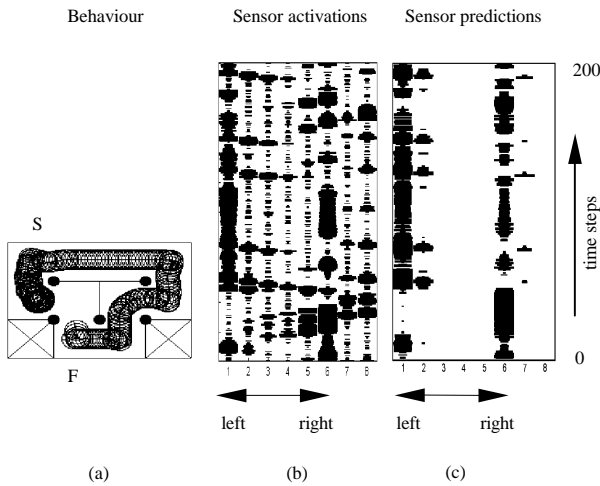 Behaviour
Sensor activations
Sensor predictions
200
S
time steps
F
0
1 2 3 4 5 6 7 8
1 2 3 4 5 6 7 8
left right
left right
(a)
(b)
(c)